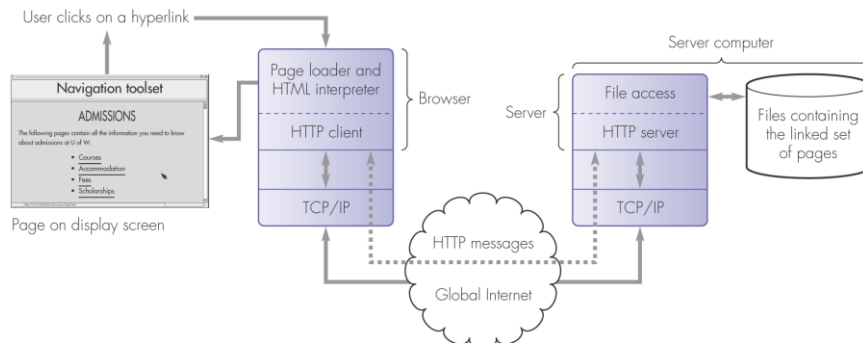 User clicks on a hyperlink
Navigation toolset
ADMISSIONS
The following pages contain all the information you need to know
about admissions at U of W:
• Courses
• Accommodation
• Fees
• Scholarships
Page on display screen
Page loader and
HTML interpreter
HTTP client
TCP/IP
Browser
HTTP messages
Global Internet
Server computer
Server
File access
HTTP server
TCP/IP
Files containing
the linked set
of pages